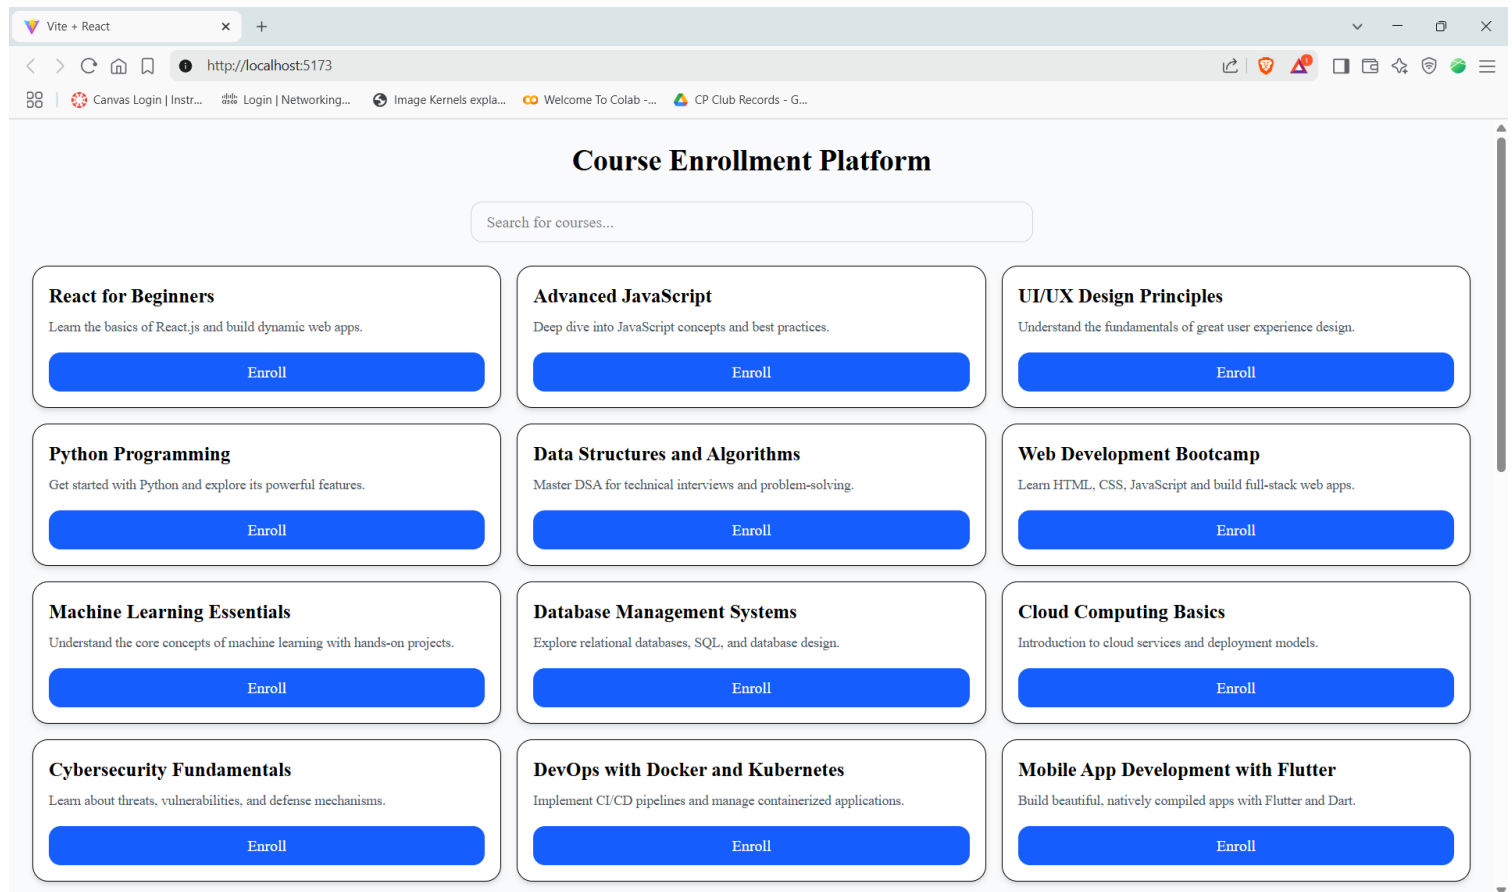 Vite + React
http://localhost:5173
1
Canvas Login | Instr...
Login | Networking...
Image Kernels expla...
Welcome To Colab -...
CP Club Records - G...
Course Enrollment Platform
Search for courses...
React for Beginners
Learn the basics of React.js and build dynamic web apps.
Enroll
Advanced JavaScript
Deep dive into JavaScript concepts and best practices.
Enroll
UI/UX Design Principles
Understand the fundamentals of great user experience design.
Enroll
Python Programming
Get started with Python and explore its powerful features.
Enroll
Data Structures and Algorithms
Master DSA for technical interviews and problem-solving.
Enroll
Web Development Bootcamp
Learn HTML, CSS, JavaScript and build full-stack web apps.
Enroll
Machine Learning Essentials
Understand the core concepts of machine learning with hands-on projects.
Enroll
Database Management Systems
Explore relational databases, SQL, and database design.
Enroll
Cloud Computing Basics
Introduction to cloud services and deployment models.
Enroll
Cybersecurity Fundamentals
Learn about threats, vulnerabilities, and defense mechanisms.
Enroll
DevOps with Docker and Kubernetes
Implement CI/CD pipelines and manage containerized applications.
Enroll
Mobile App Development with Flutter
Build beautiful, natively compiled apps with Flutter and Dart.
Enroll